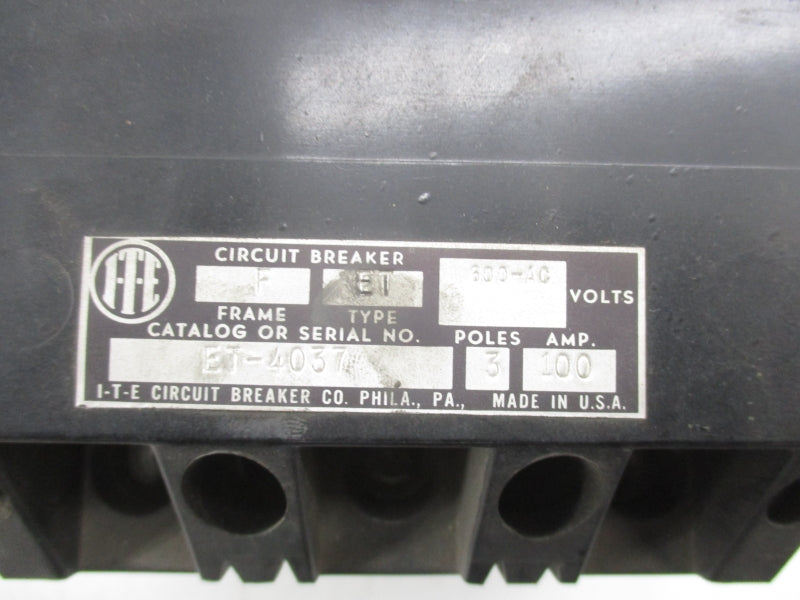 I-T-E
CIRCUIT BREAKER
F ET 600-AC VOLTS
FRAME TYPE
CATALOG OR SERIAL NO. POLES AMP.
ET-4037 3 100
I-T-E CIRCUIT BREAKER CO. PHILA., PA., MADE IN U.S.A.